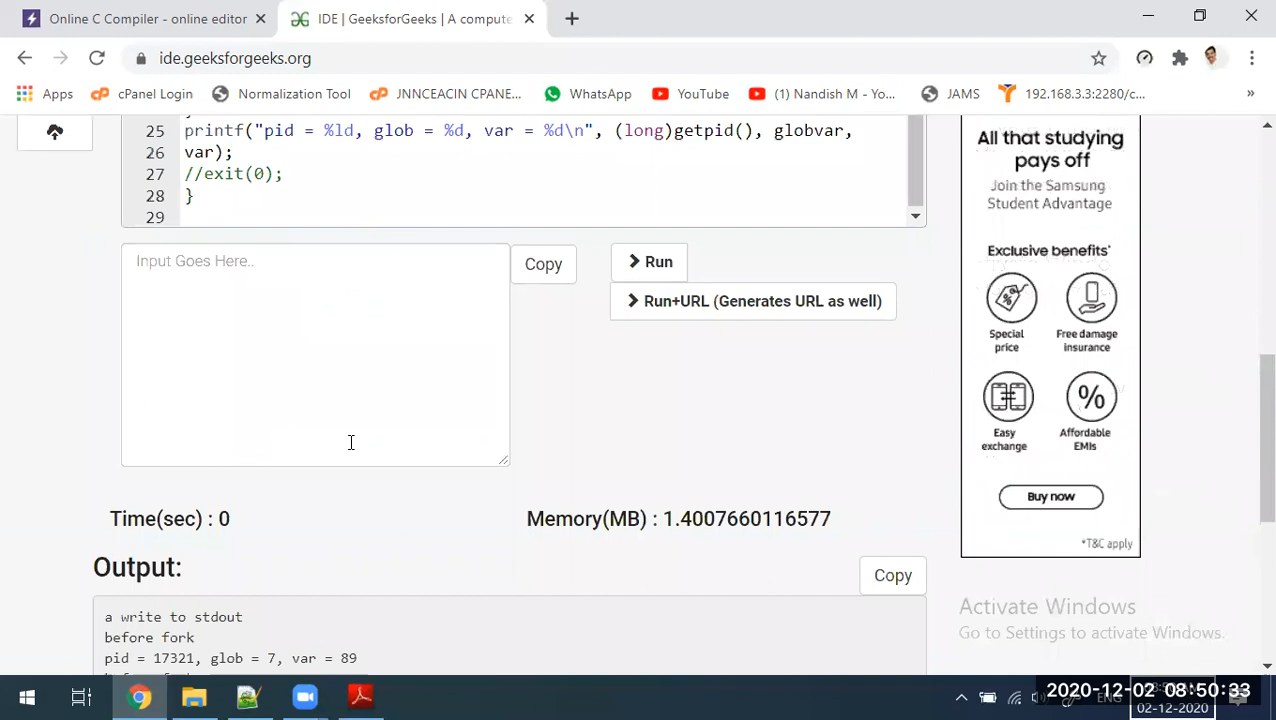 Online C Compiler - online editor
IDE | GeeksforGeeks | A compute
ide.geeksforgeeks.org
Apps
cPanel Login
Normalization Tool
JNNCEACIN CPANE...
WhatsApp
YouTube
(1) Nandish M - Yo...
JAMS
192.168.3.3:2280/c...
»
25 printf("pid = %ld, glob = %d, var = %d\n", (long)getpid(), globvar,
26 var);
27 //exit(0);
28 }
29
Input Goes Here..
Copy
Run
Run+URL (Generates URL as well)
Time(sec) : 0
Memory(MB) : 1.4007660116577
Output:
Copy
a write to stdout
before fork
pid = 17321, glob = 7, var = 89
All that studying
pays off
Join the Samsung
Student Advantage
Exclusive benefits*
Special
price
Free damage
insurance
Easy
exchange
%
Affordable
EMIs
Buy now
*T&C apply
Activate Windows
Go to Settings to activate Windows.
ENG
2020-12-02 08:50:33
02-12-2020